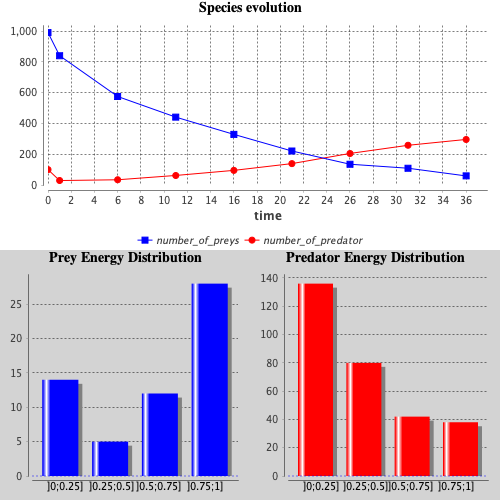 Species evolution
1,000
800
600
400
200
0
0 2 4 6 8 10 12 14 16 18 20 22 24 26 28 30 32 34 36
time
number_of_preys number_of_predator
Prey Energy Distribution
25
20
15
10
5
0
]0;0.25] ]0.25;0.5] ]0.5;0.75] ]0.75;1]
Predator Energy Distribution
140
120
100
80
60
40
20
0
]0;0.25] ]0.25;0.5] ]0.5;0.75] ]0.75;1]